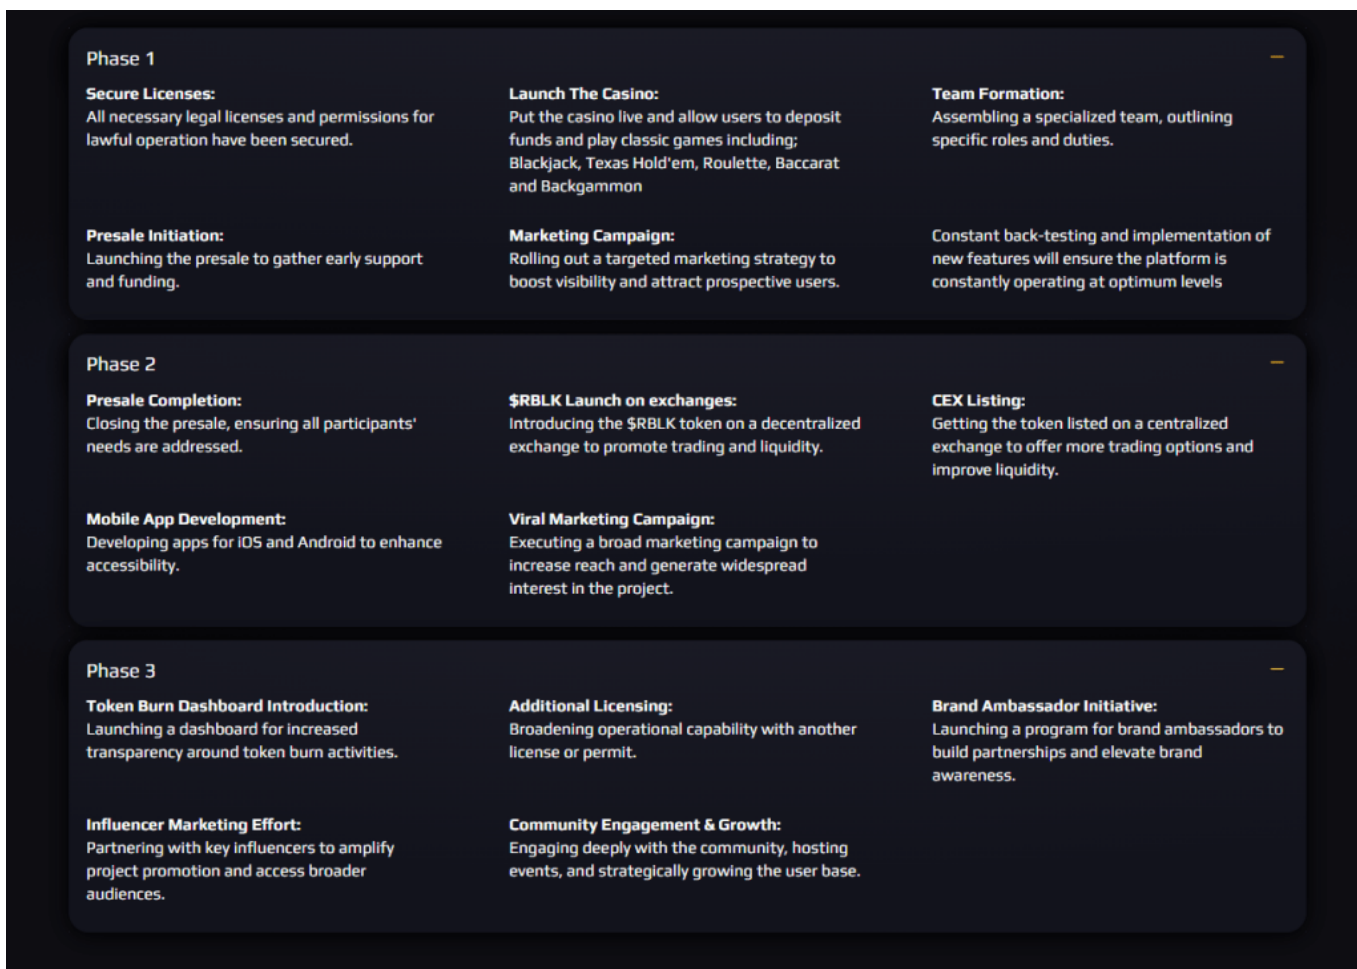 Phase 1
Secure Licenses:
All necessary legal licenses and permissions for
lawful operation have been secured.
Launch The Casino:
Put the casino live and allow users to deposit
funds and play classic games including;
Blackjack, Texas Hold'em, Roulette, Baccarat
and Backgammon
Team Formation:
Assembling a specialized team, outlining
specific roles and duties.
Presale Initiation:
Launching the presale to gather early support
and funding.
Marketing Campaign:
Rolling out a targeted marketing strategy to
boost visibility and attract prospective users.
Constant back-testing and implementation of
new features will ensure the platform is
constantly operating at optimum levels
Phase 2
Presale Completion:
Closing the presale, ensuring all participants'
needs are addressed.
$RBLK Launch on exchanges:
Introducing the $RBLK token on a decentralized
exchange to promote trading and liquidity.
CEX Listing:
Getting the token listed on a centralized
exchange to offer more trading options and
improve liquidity.
Mobile App Development:
Developing apps for iOS and Android to enhance
accessibility.
Viral Marketing Campaign:
Executing a broad marketing campaign to
increase reach and generate widespread
interest in the project.
Phase 3
Token Burn Dashboard Introduction:
Launching a dashboard for increased
transparency around token burn activities.
Additional Licensing:
Broadening operational capability with another
license or permit.
Brand Ambassador Initiative:
Launching a program for brand ambassadors to
build partnerships and elevate brand
awareness.
Influencer Marketing Effort:
Partnering with key influencers to amplify
project promotion and access broader
audiences.
Community Engagement & Growth:
Engaging deeply with the community, hosting
events, and strategically growing the user base.